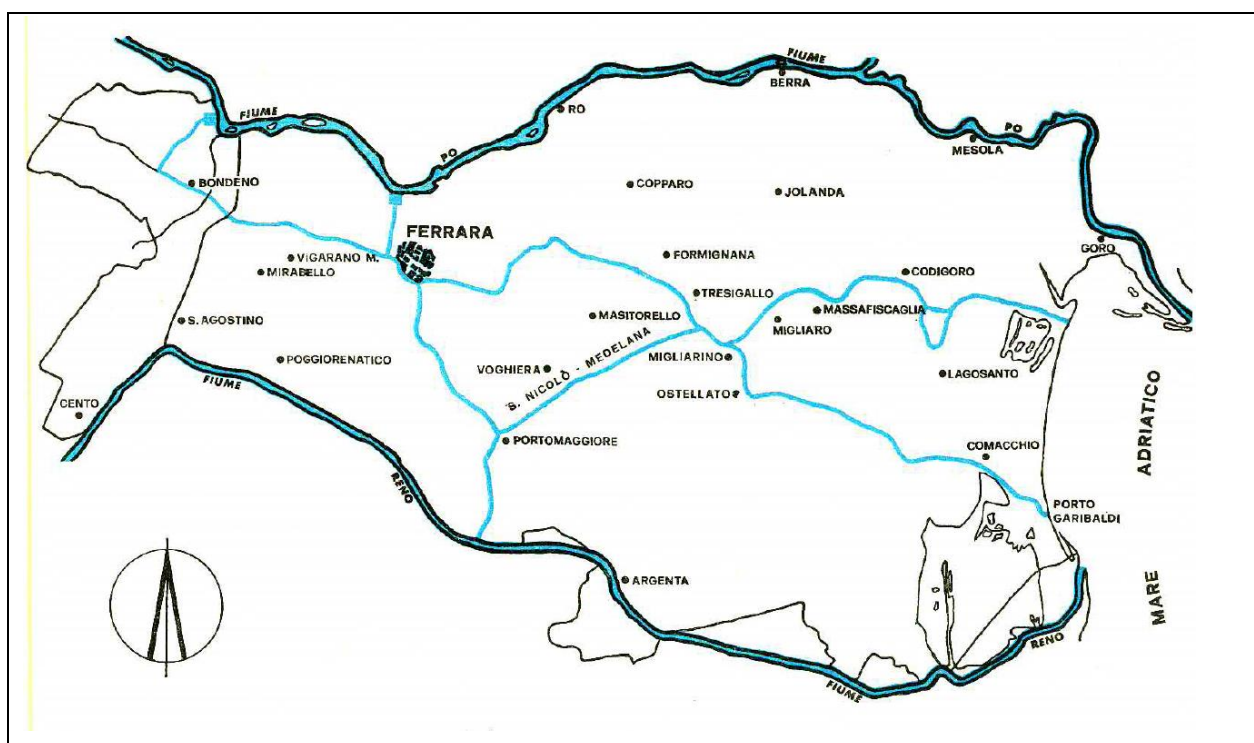 FIUME
BERRA
RO
FIUME
PO
MESOLA
PO
BONDENO
COPPARO
JOLANDA
FERRARA
GORO
VIGARANO M.
MIRABELLO
FORMIGNANA
CODIGORO
TRESIGALLO
S. AGOSTINO
MASITORELLO
MASSAFISCAGLIA
MIGLIARO
POGGIORENATICO
VOGHIERA
S. NICOLÒ - MEDELANA
MIGLIARINO
LAGOSANTO
FIUME
OSTELLATO
CENTO
PORTOMAGGIORE
COMACCHIO
MARE ADRIATICO
RENO
PORTO
GARIBALDI
ARGENTA
RENO
FIUME